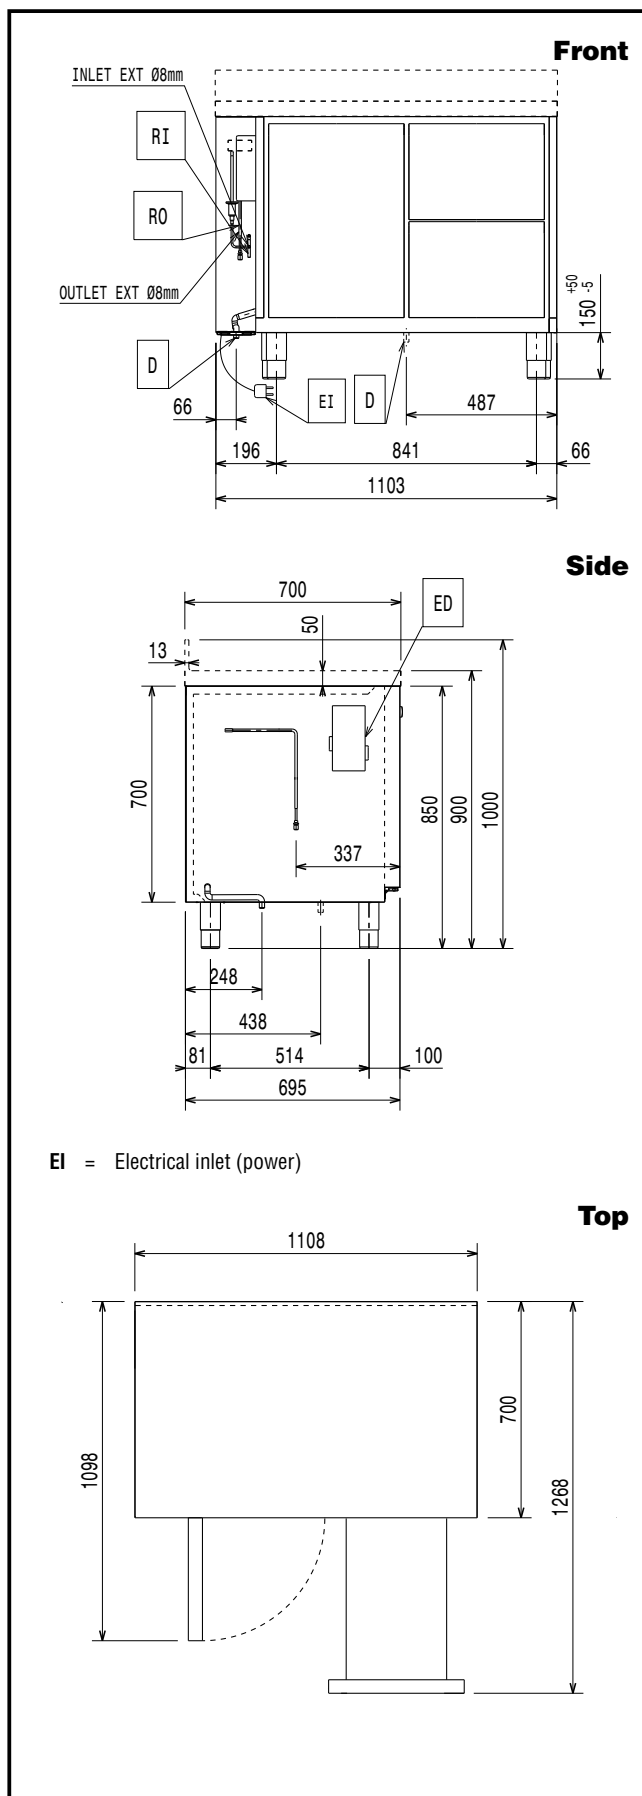 Front
INLET EXT Ø8mm
RI
RO
OUTLET EXT Ø8mm
150 +50 -5
D
EI
D
66
487
196
841
66
1103
Side
700
50
ED
13
700
850
900
1000
337
248
438
81
514
100
695
EI = Electrical inlet (power)
Top
1108
1098
700
1268